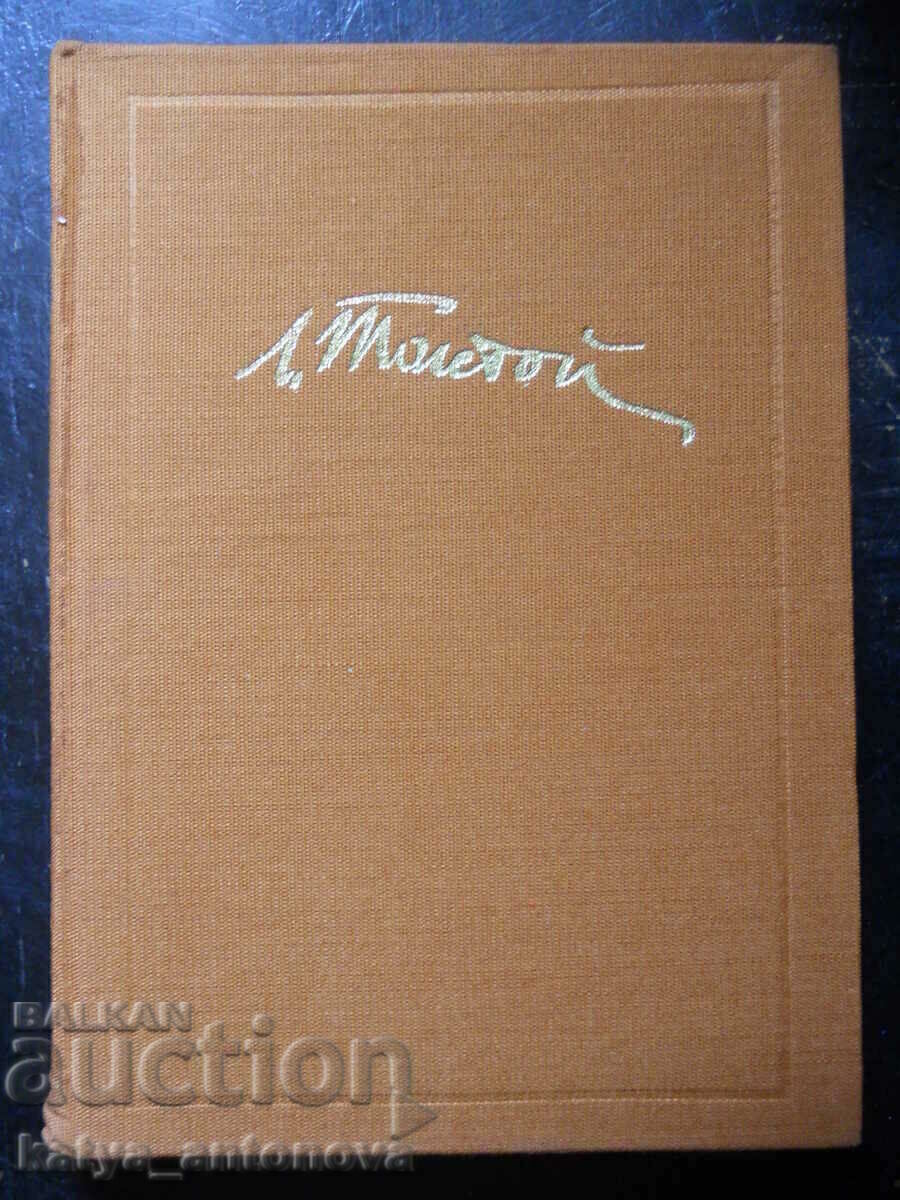 Л. Толстой
BALKAN
auction
katya_antonova